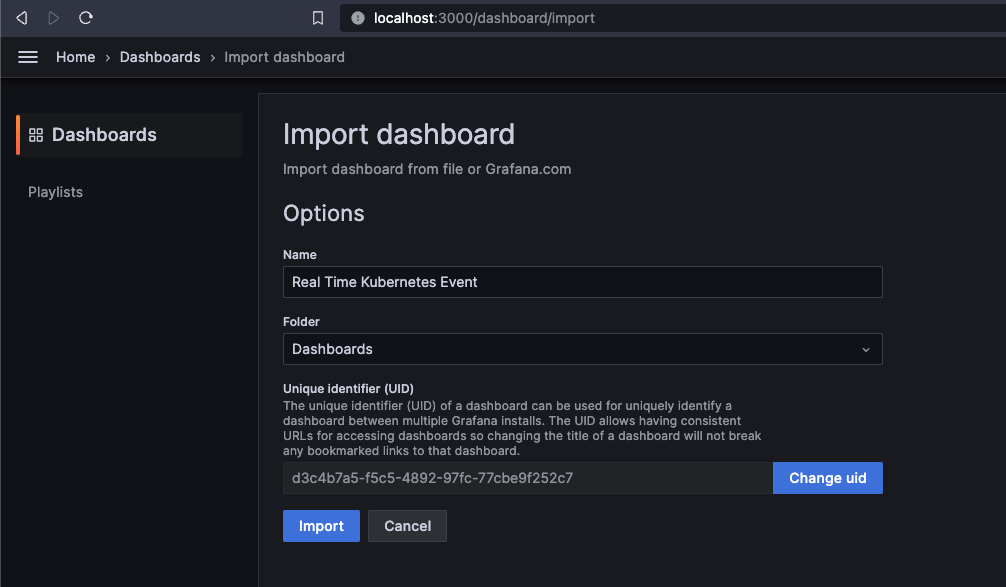 localhost:3000/dashboard/import
Home › Dashboards › Import dashboard
Dashboards
Playlists
Import dashboard
Import dashboard from file or Grafana.com
Options
Name
Real Time Kubernetes Event
Folder
Dashboards
Unique identifier (UID)
The unique identifier (UID) of a dashboard can be used for uniquely identify a
dashboard between multiple Grafana installs. The UID allows having consistent
URLs for accessing dashboards so changing the title of a dashboard will not break
any bookmarked links to that dashboard.
d3c4b7a5-f5c5-4892-97fc-77cbe9f252c7
Change uid
Import
Cancel